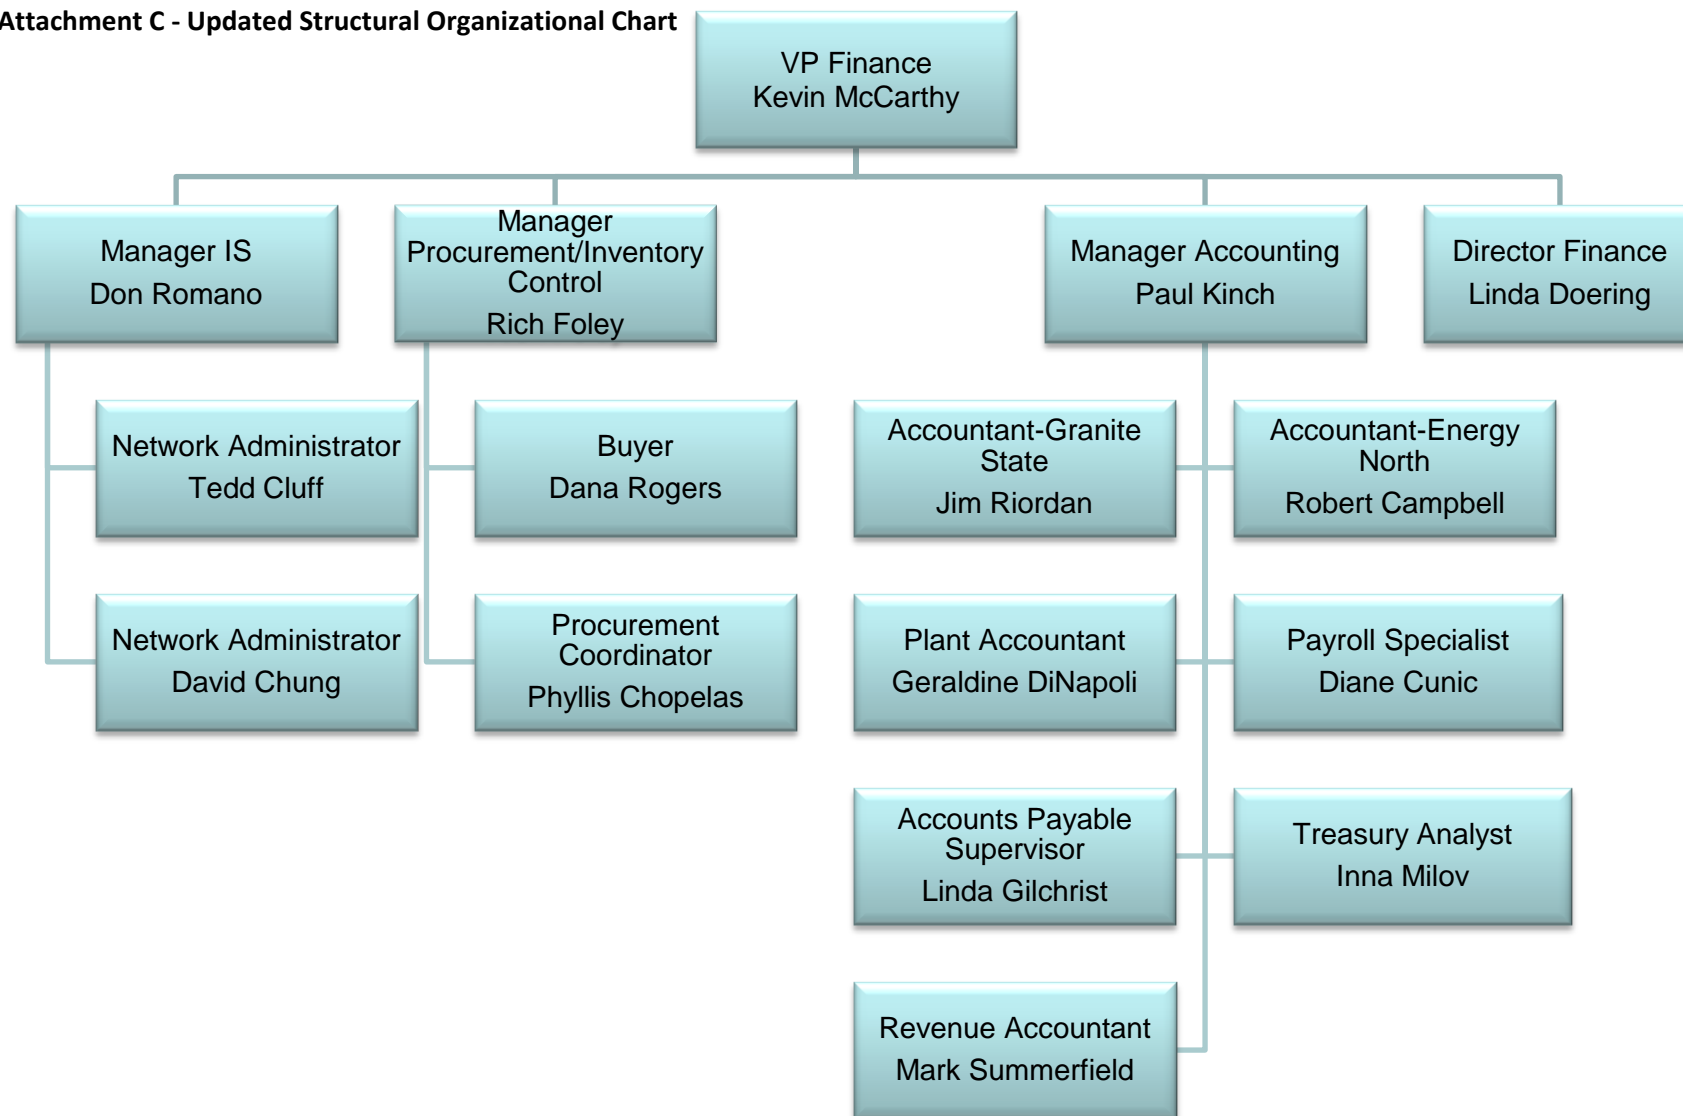 Attachment C - Updated Structural Organizational Chart
VP Finance
Kevin McCarthy
Manager IS
Don Romano
Manager
Procurement/Inventory
Control
Rich Foley
Manager Accounting
Paul Kinch
Director Finance
Linda Doering
Network Administrator
Tedd Cluff
Buyer
Dana Rogers
Accountant-Granite
State
Jim Riordan
Accountant-Energy
North
Robert Campbell
Network Administrator
David Chung
Procurement
Coordinator
Phyllis Chopelas
Plant Accountant
Geraldine DiNapoli
Payroll Specialist
Diane Cunic
Accounts Payable
Supervisor
Linda Gilchrist
Treasury Analyst
Inna Milov
Revenue Accountant
Mark Summerfield